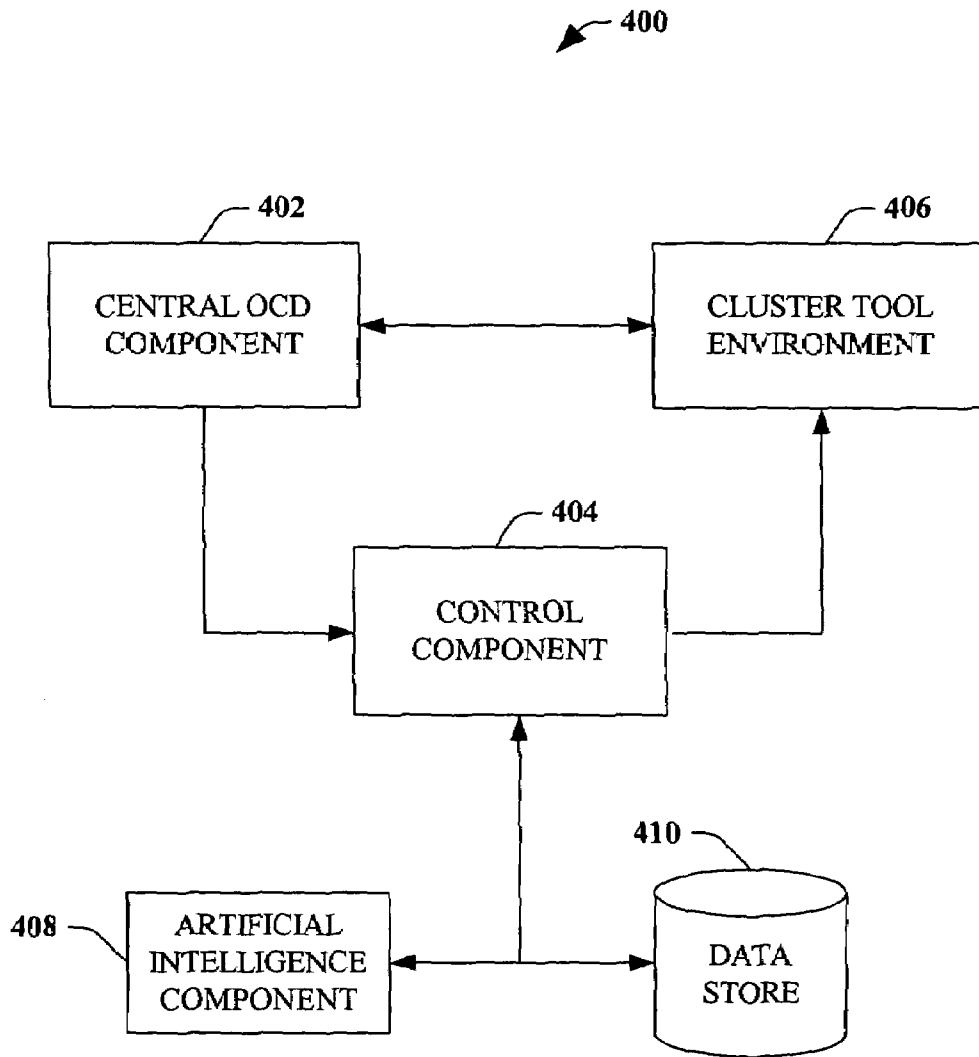 400
402
406
CENTRAL OCD
COMPONENT
CLUSTER TOOL
ENVIRONMENT
404
CONTROL
COMPONENT
410
408
ARTIFICIAL
INTELLIGENCE
COMPONENT
DATA
STORE